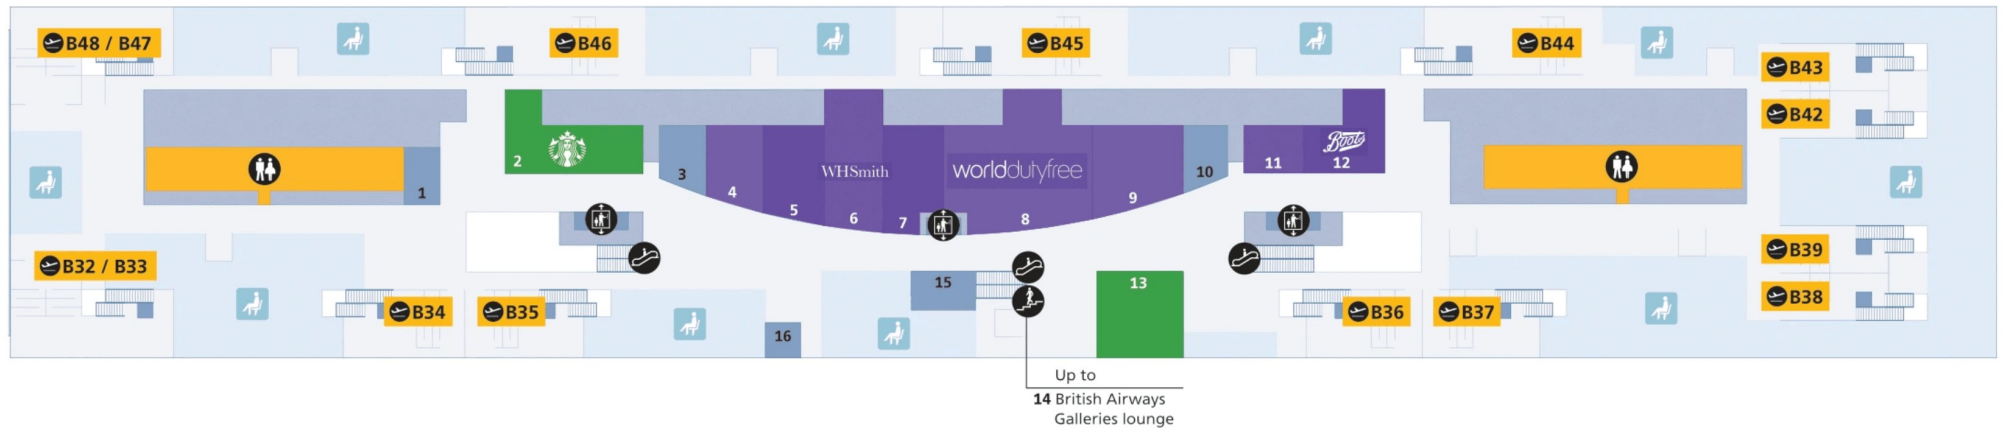 B48 / B47
B46
B45
B44
B43
B42
2
3
4
5
WHSmith
6
7
worlddutyfree
8
9
10
11
Boots
12
1
B32 / B33
B34
B35
16
15
13
B36
B37
B39
B38
Up to
14 British Airways
Galleries lounge